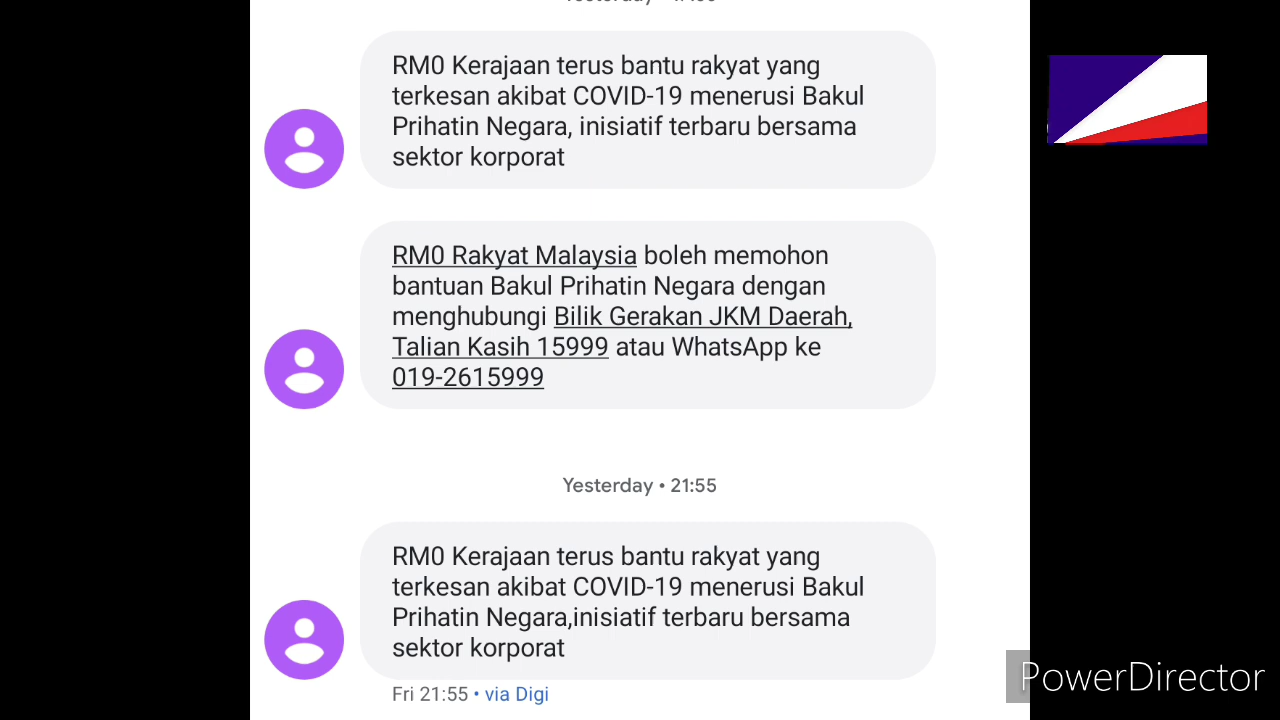 RM0 Kerajaan terus bantu rakyat yang
terkesan akibat COVID-19 menerusi Bakul
Prihatin Negara, inisiatif terbaru bersama
sektor korporat
RM0 Rakyat Malaysia boleh memohon
bantuan Bakul Prihatin Negara dengan
menghubungi Bilik Gerakan JKM Daerah,
Talian Kasih 15999 atau WhatsApp ke
019-2615999
Yesterday • 21:55
RM0 Kerajaan terus bantu rakyat yang
terkesan akibat COVID-19 menerusi Bakul
Prihatin Negara,inisiatif terbaru bersama
sektor korporat
Fri 21:55 • via Digi
PowerDirector